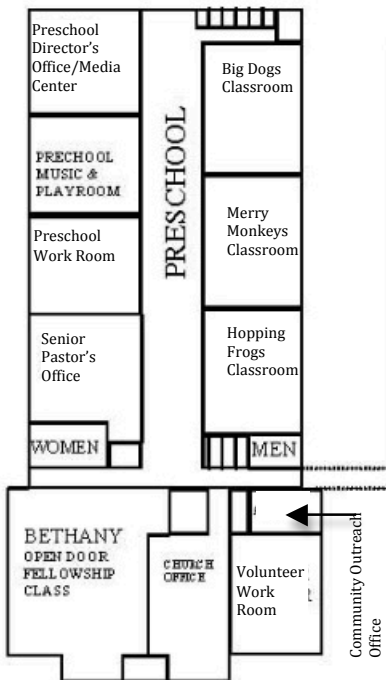 Preschool
Director's
Office/Media
Center
Big Dogs
Classroom
PRECHOOL
MUSIC &
PLAYROOM
PRESCHOOL
Merry
Monkeys
Classroom
Preschool
Work Room
Senior
Pastor's
Office
Hopping
Frogs
Classroom
WOMEN
MEN
BETHANY
OPEN DOOR
FELLOWSHIP
CLASS
CHURCH
OFFICE
Volunteer
Work
Room
Community Outreach
Office